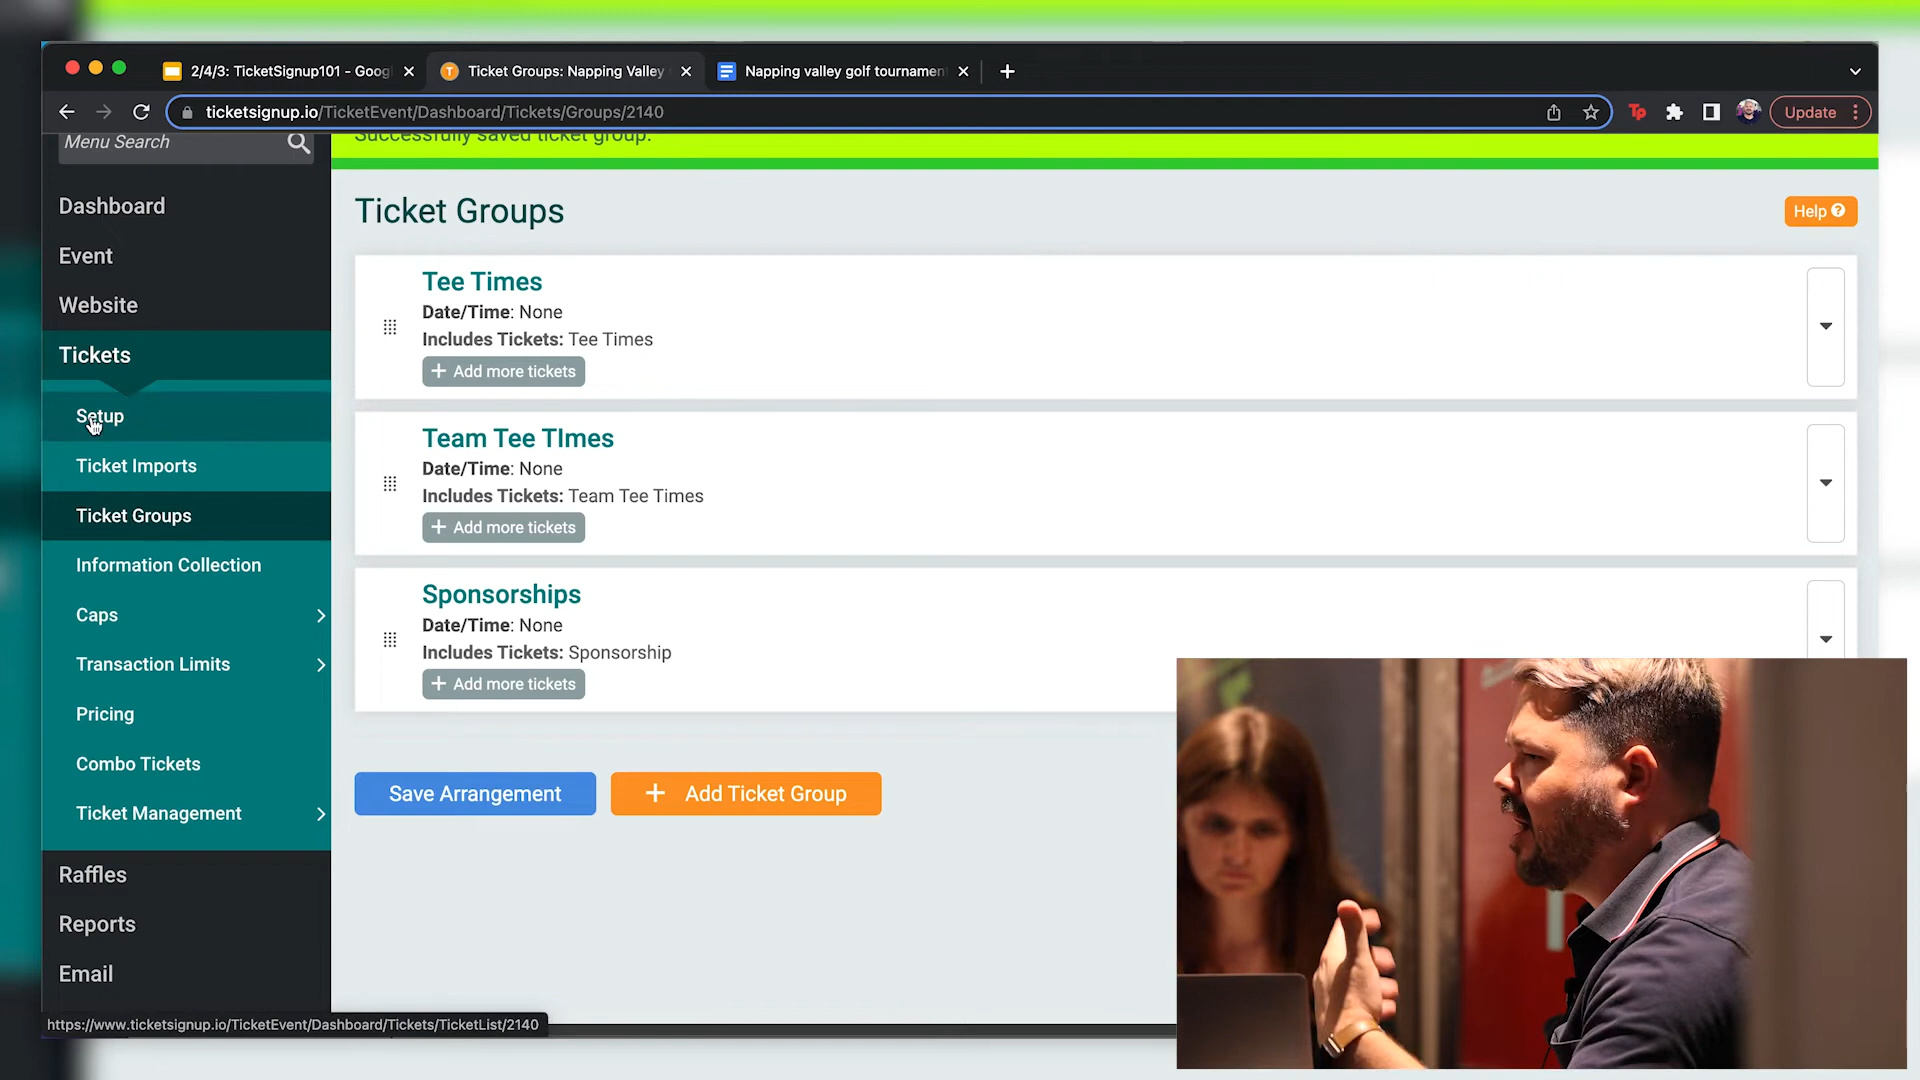 2/4/3: TicketSignup101 - Goog
Ticket Groups: Napping Valley
Napping valley golf tournamen
ticketsignup.io/TicketEvent/Dashboard/Tickets/Groups/2140
Tp
Update
Menu Search
Successfully saved ticket group.
Dashboard
Event
Website
Tickets
Setup
Ticket Imports
Ticket Groups
Information Collection
Caps
Transaction Limits
Pricing
Combo Tickets
Ticket Management
Raffles
Reports
Email
Ticket Groups
Help
Tee Times
Date/Time: None
Includes Tickets: Tee Times
+ Add more tickets
Team Tee TImes
Date/Time: None
Includes Tickets: Team Tee Times
+ Add more tickets
Sponsorships
Date/Time: None
Includes Tickets: Sponsorship
+ Add more tickets
Save Arrangement
+ Add Ticket Group
https://www.ticketsignup.io/TicketEvent/Dashboard/Tickets/TicketList/2140